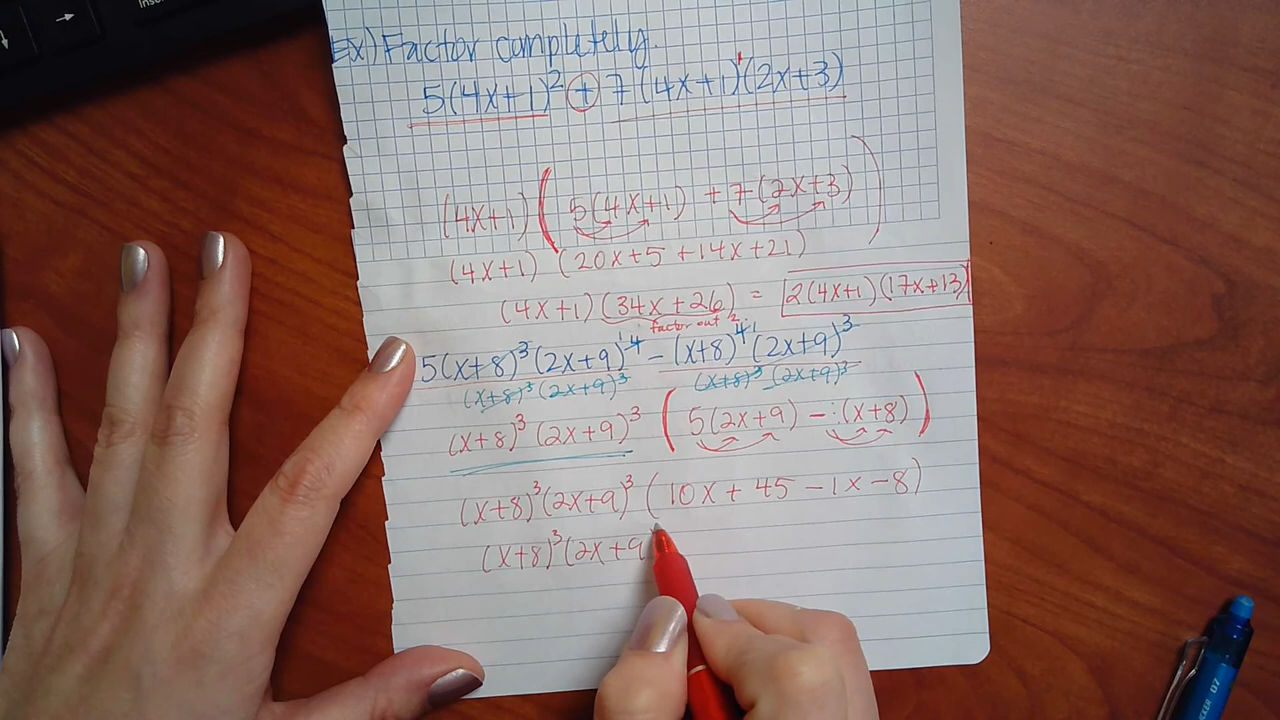 Ex) Factor completely.
5(4x+1)² + 7(4x+1)¹(2x+3)
(4x+1)(5(4x+1) + 7(2x+3))
(4x+1) (20x+5+14x+21)
(4x+1)(34x+26) = 2(4x+1)(17x+13)
factor out 2.
5(x+8)³(2x+9)⁴ - (x+8)⁴(2x+9)³
(x+8)³(2x+9)³ (x+8)³(2x+9)³
(x+8)³(2x+9)³ (5(2x+9) - (x+8))
(x+8)³(2x+9)³(10x+45-1x-8)
(x+8)³(2x+9
07